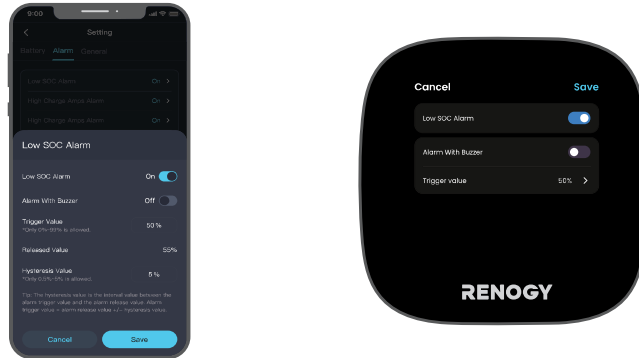 9:00
Setting
Battery Alarm General
Low SOC Alarm On
High Charge Amps Alarm On
High Charge Amps Alarm On
Low SOC Alarm
Low SOC Alarm On
Alarm With Buzzer Off
Trigger Value 50 %
*Only 0%-99% is allowed.
Released Value 55%
Hysteresis Value 5 %
*Only 0.5%-5% is allowed.
Tip: The hysteresis value is the interval value between the
alarm trigger value and the alarm release value. Alarm
trigger value = alarm release value +/- hysteresis value.
Cancel Save
Cancel Save
Low SOC Alarm
Alarm With Buzzer
Trigger value 50%
RENOGY